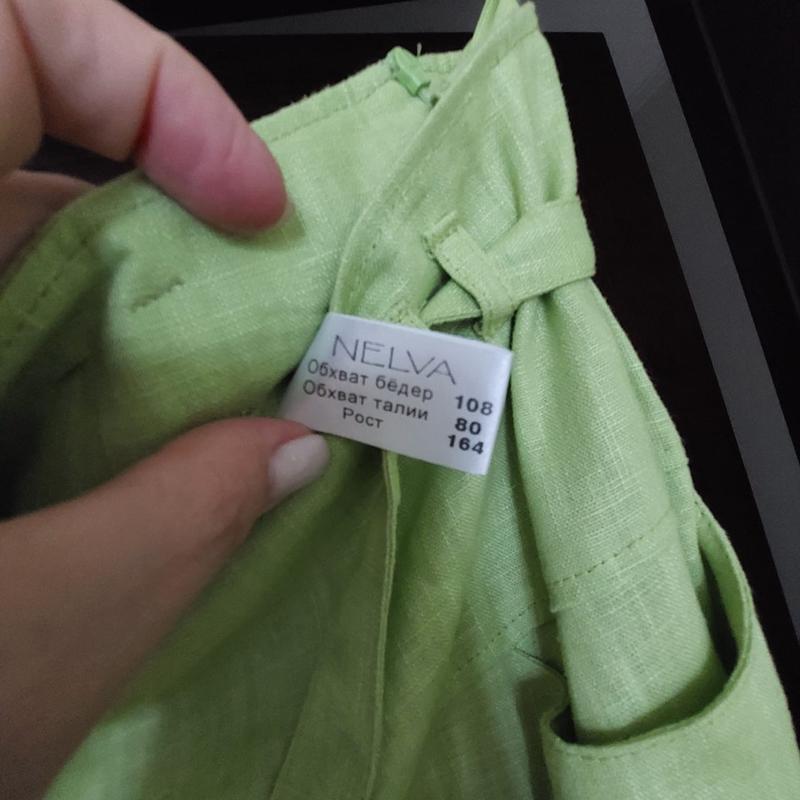 NELVA
Обхват бёдер 108
Обхват талии 80
Рост 164